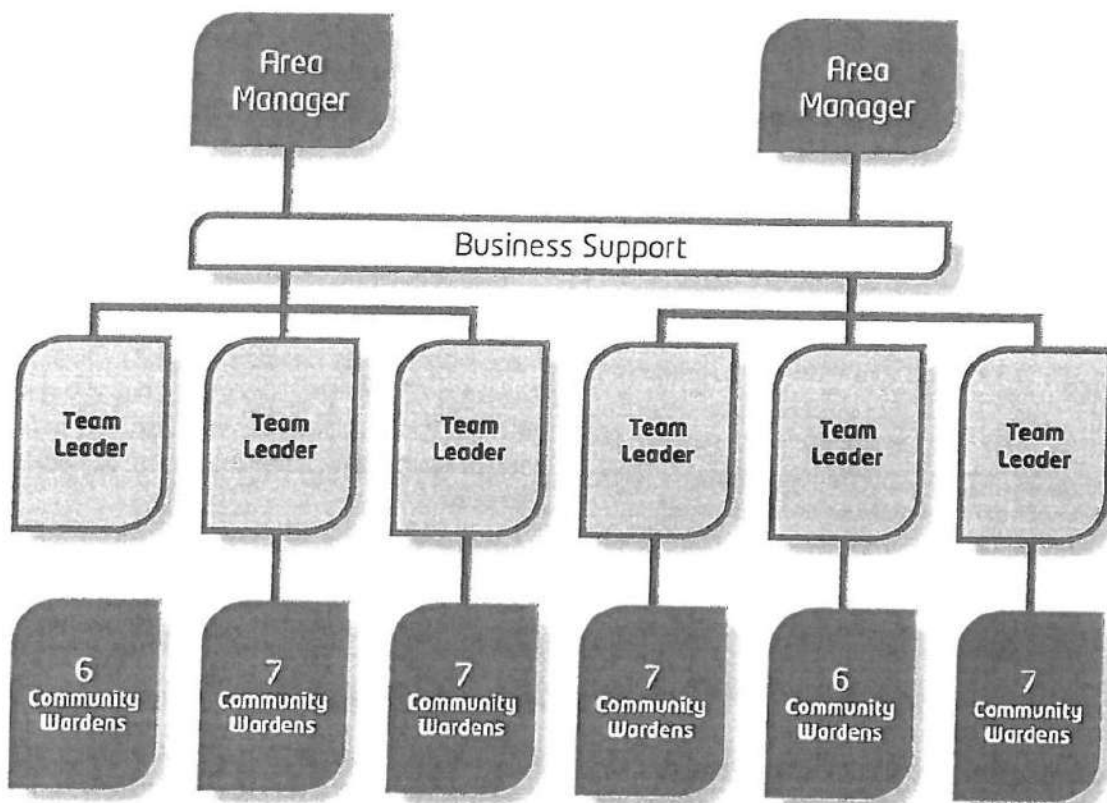 Area
Manager
Area
Manager
Business Support
Team
Leader
Team
Leader
Team
Leader
Team
Leader
Team
Leader
Team
Leader
6
Community
Wardens
7
Community
Wardens
7
Community
Wardens
7
Community
Wardens
6
Community
Wardens
7
Community
Wardens